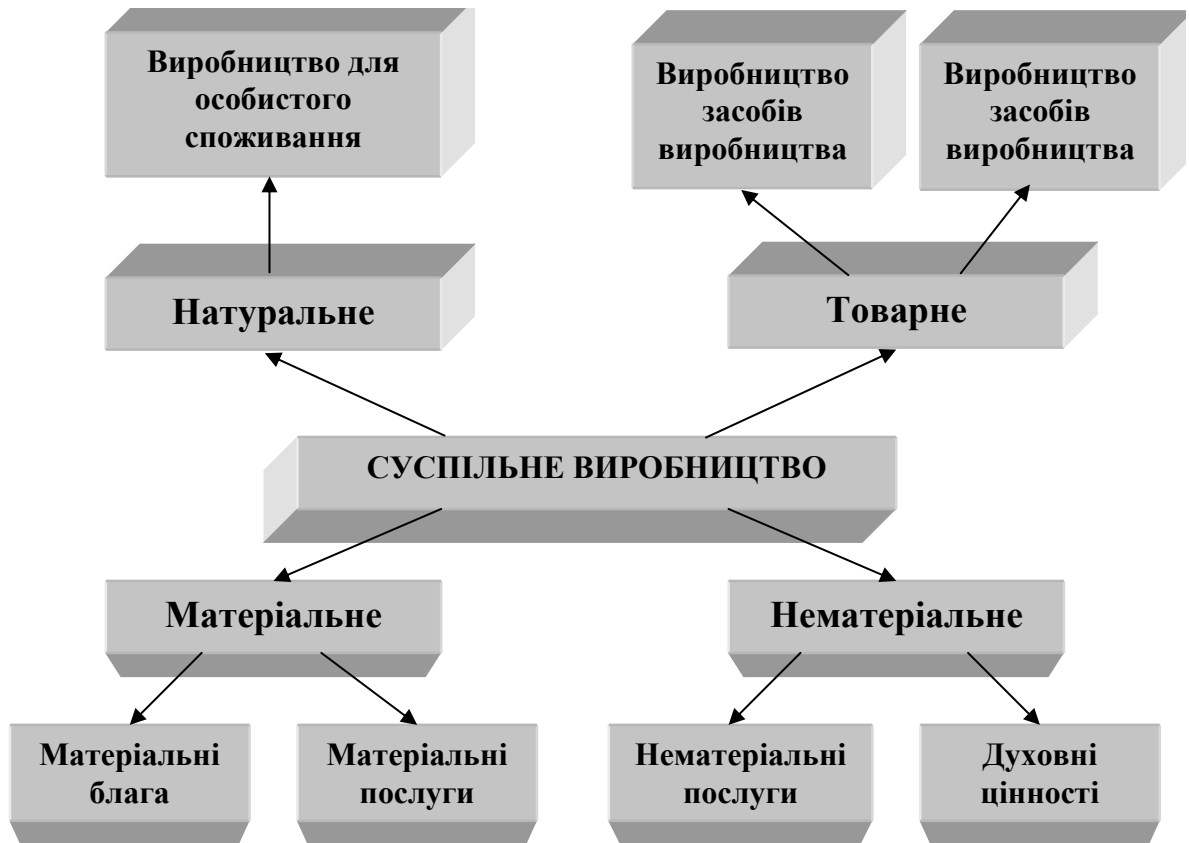 Виробництво для
особистого
споживання
Виробництво
засобів
виробництва
Виробництво
засобів
виробництва
Натуральне
Товарне
СУСПІЛЬНЕ ВИРОБНИЦТВО
Матеріальне
Нематеріальне
Матеріальні
блага
Матеріальні
послуги
Нематеріальні
послуги
Духовні
цінності